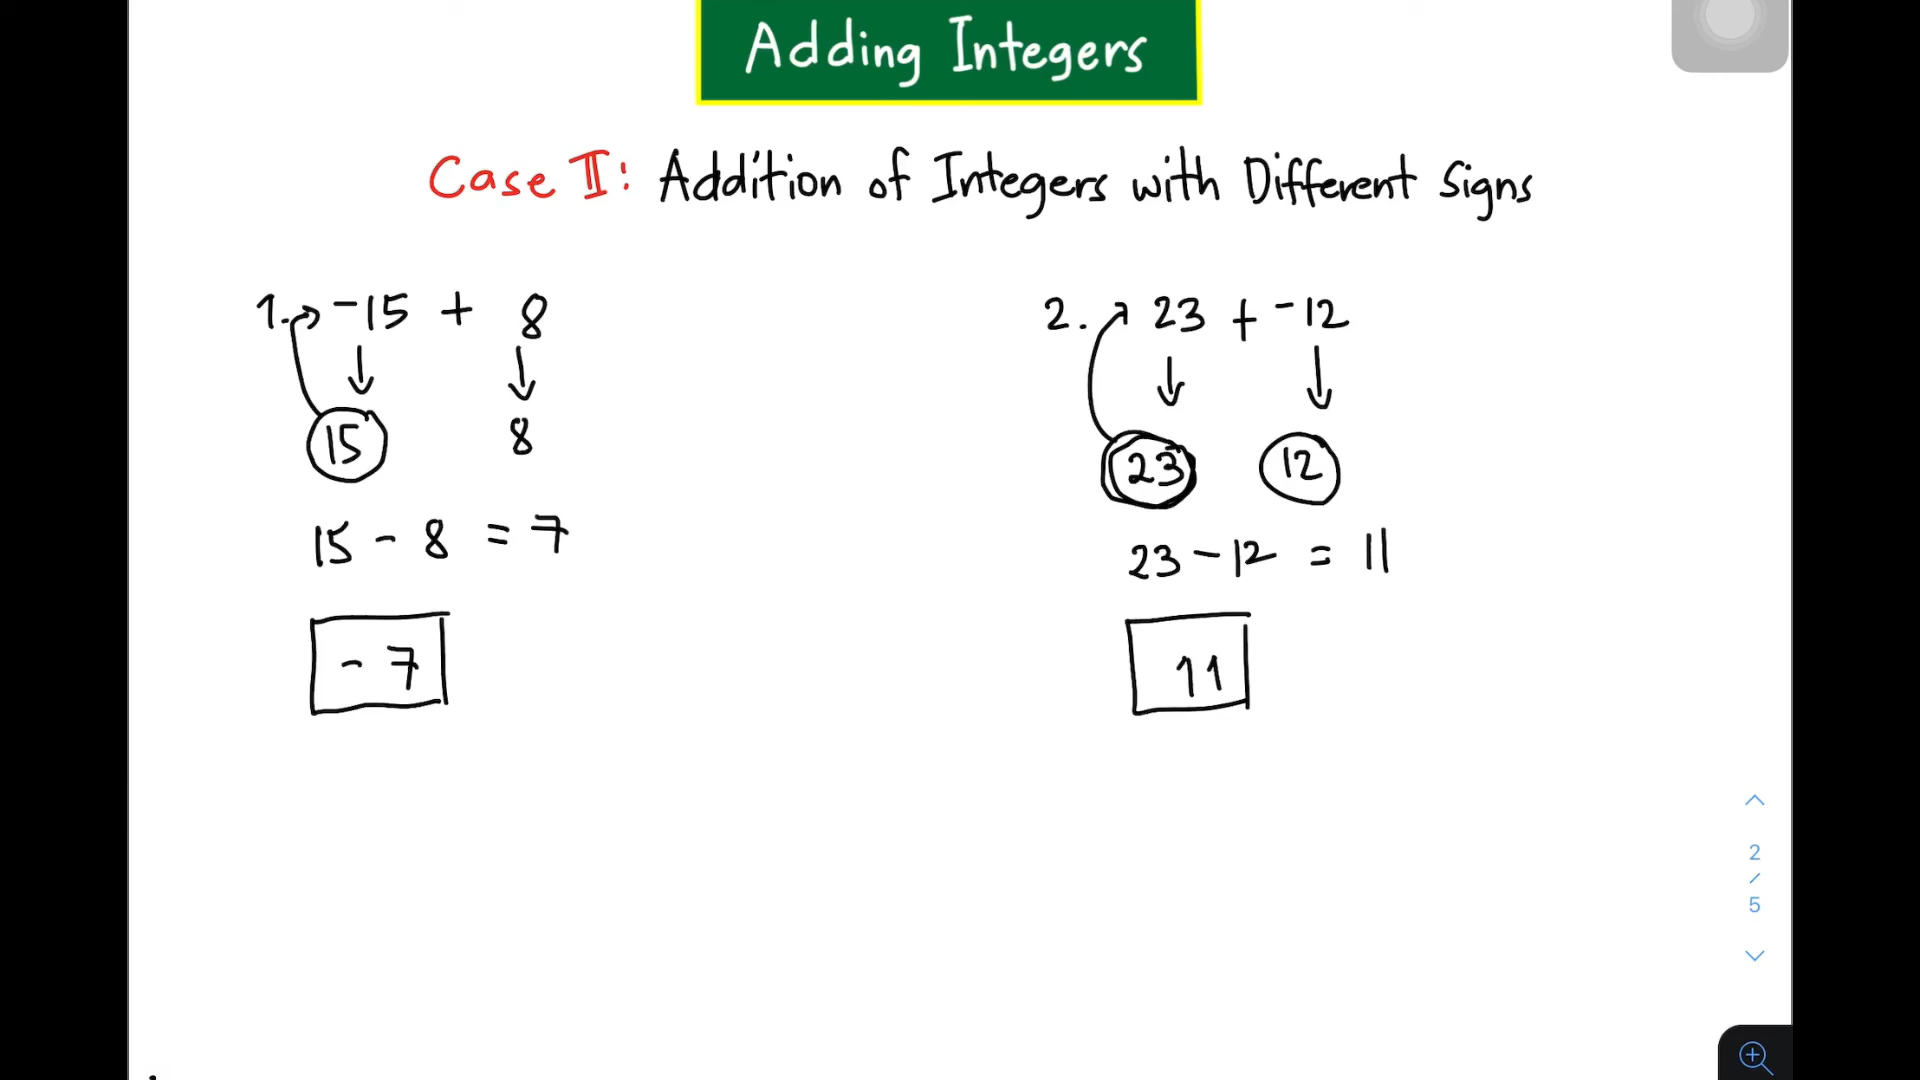 Adding Integers
Case II: Addition of Integers with Different Signs
1. -15 + 8
15 8
15 - 8 = 7
- 7
2. 23 + -12
23 12
23 - 12 = 11
11
2
/
5